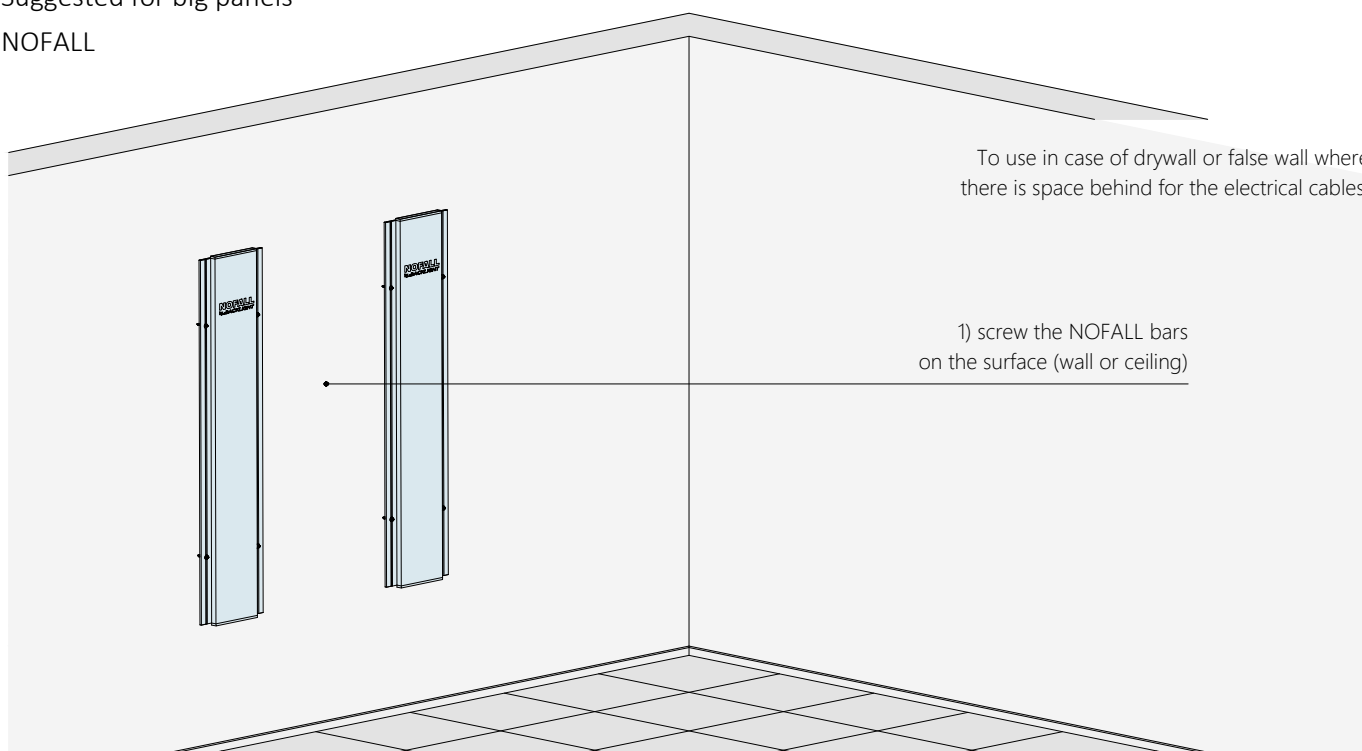 Suggested for big panels
NOFALL
To use in case of drywall or false wall where
there is space behind for the electrical cables
1) screw the NOFALL bars
on the surface (wall or ceiling)
NOFALL
NOFALL